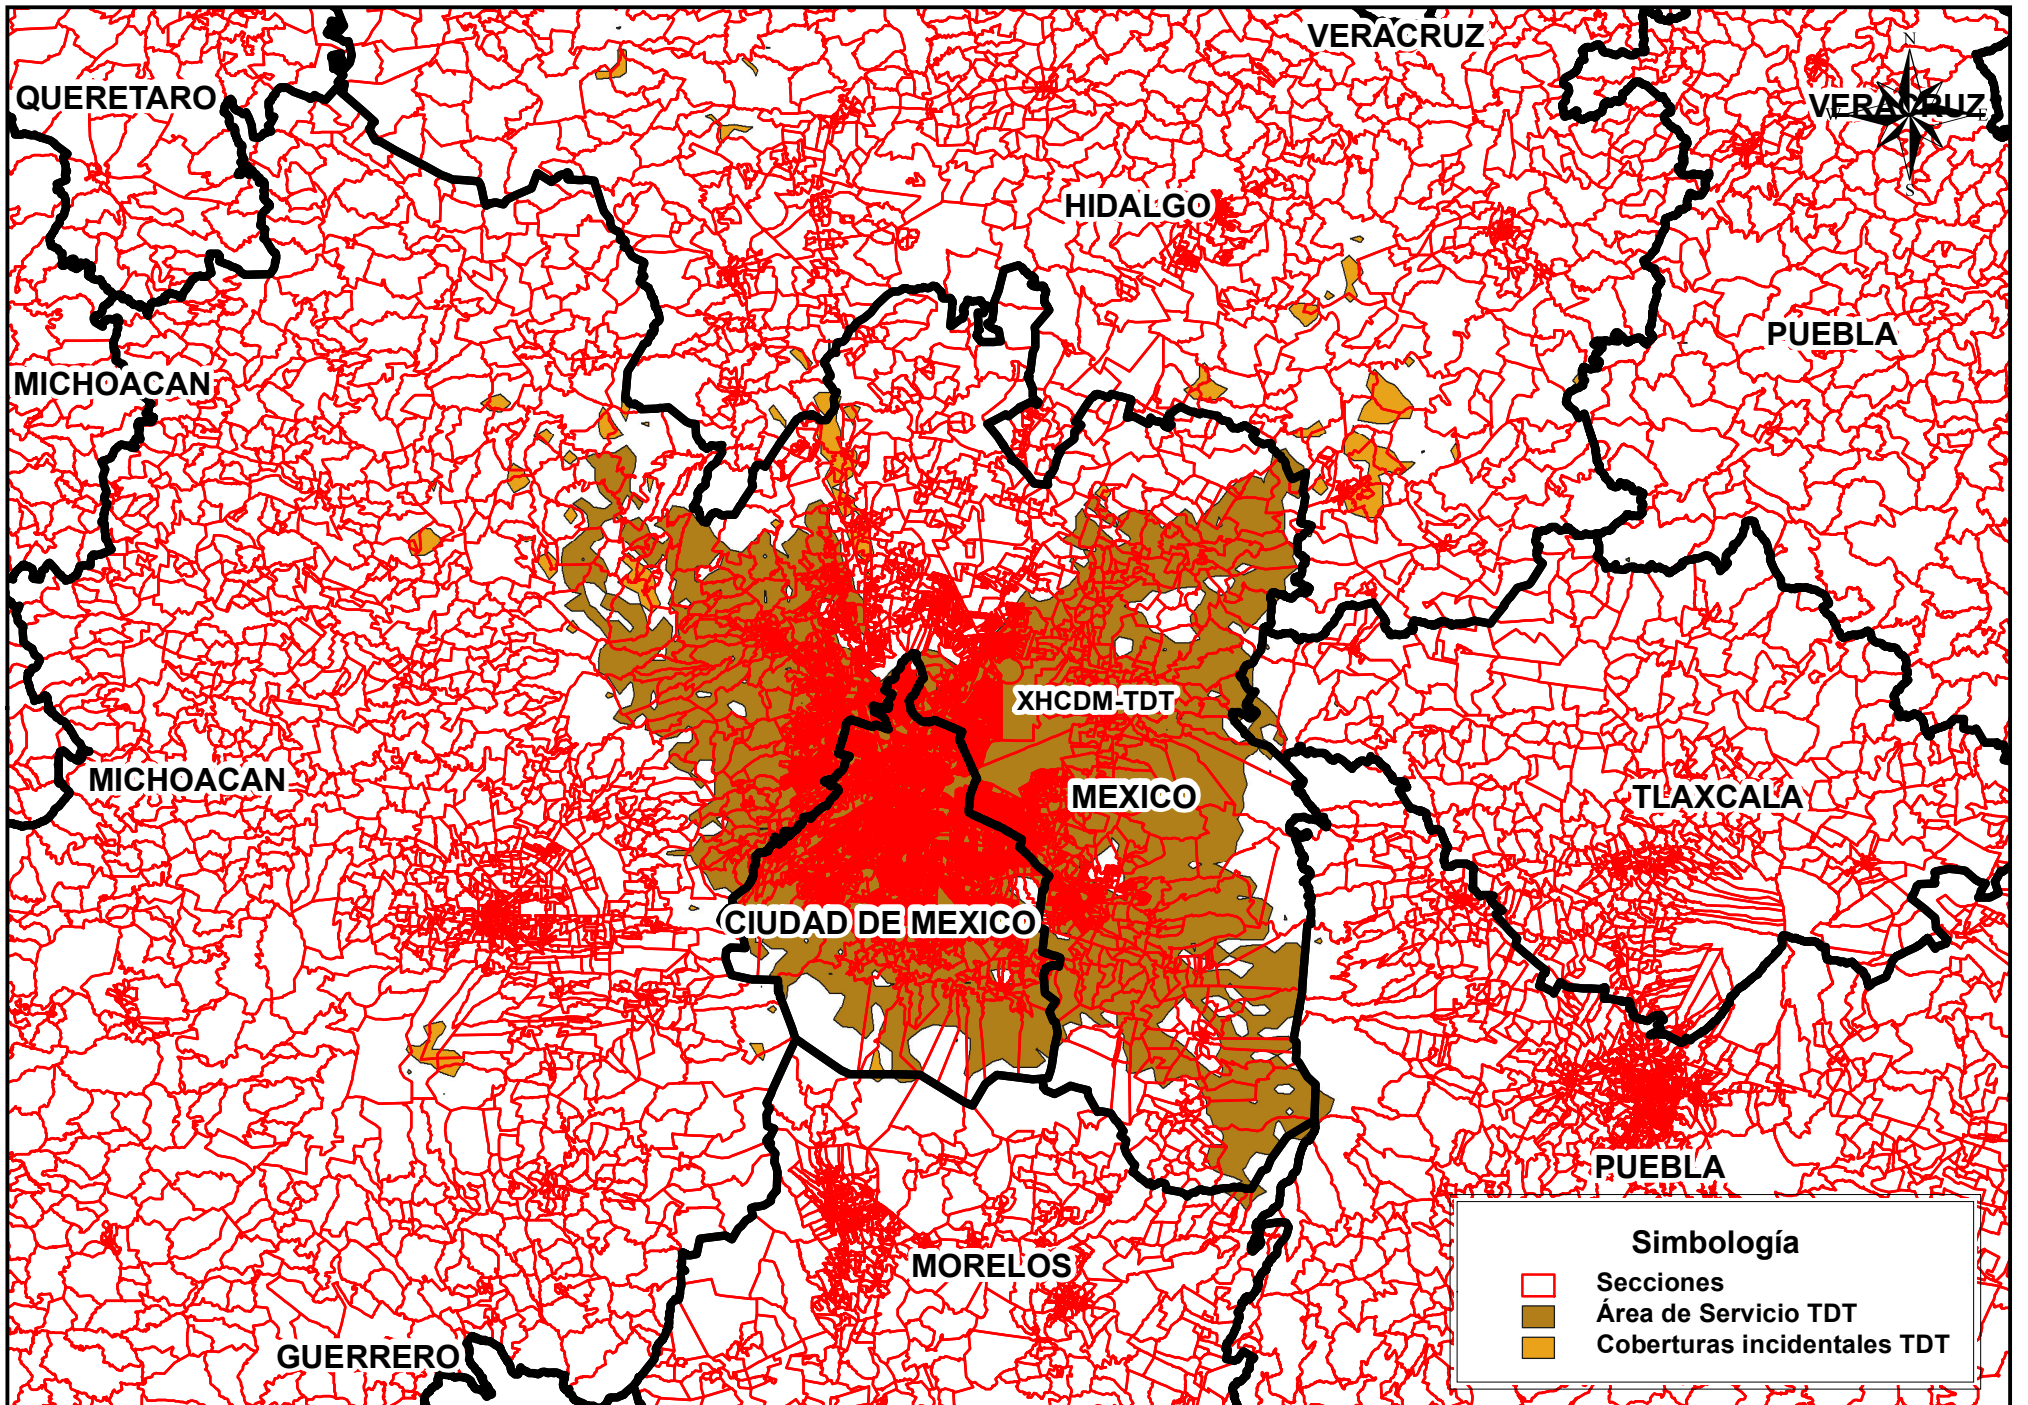 VERACRUZ
N
QUERETARO
VERACRUZ
W
E
S
HIDALGO
PUEBLA
MICHOACAN
XHCDM-TDT
MICHOACAN
MEXICO
TLAXCALA
CIUDAD DE MEXICO
PUEBLA
MORELOS
GUERRERO
Simbología
Secciones
Área de Servicio TDT
Coberturas incidentales TDT